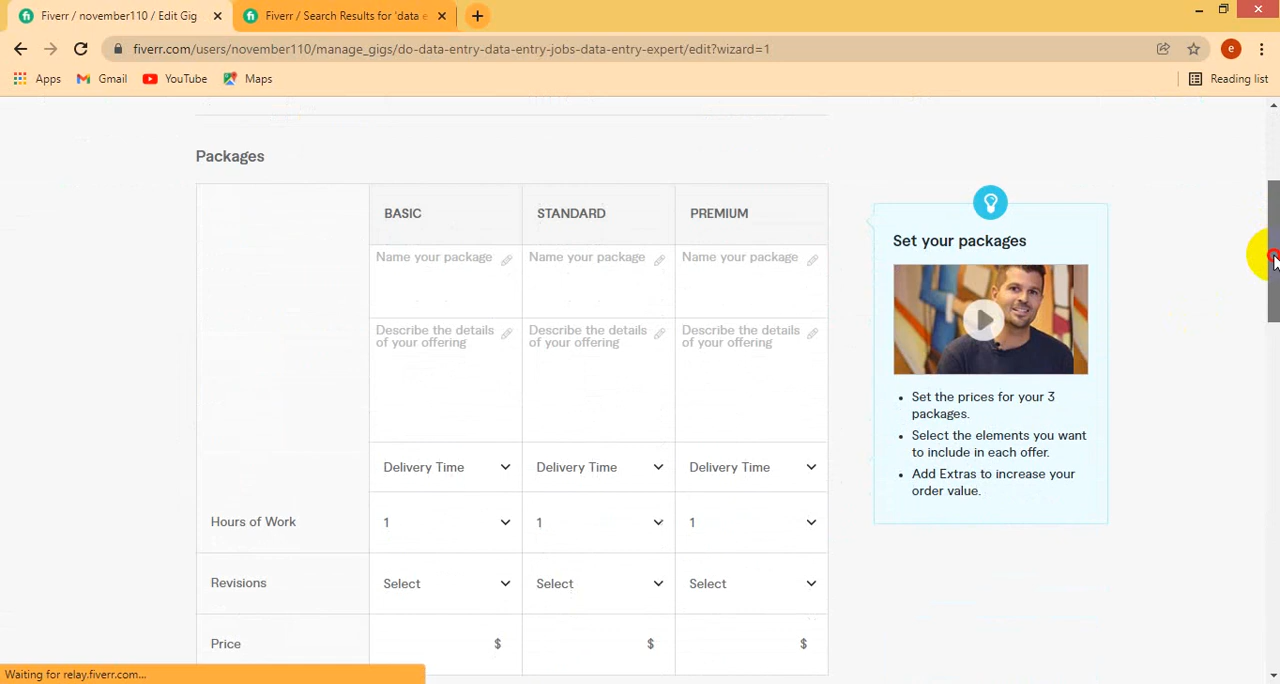 Fiverr / november110 / Edit Gig
Fiverr / Search Results for 'data e
fiverr.com/users/november110/manage_gigs/do-data-entry-data-entry-jobs-data-entry-expert/edit?wizard=1
e
Apps Gmail YouTube Maps Reading list
Packages
BASIC STANDARD PREMIUM
Name your package Name your package Name your package
Describe the details Describe the details Describe the details
of your offering of your offering of your offering
Delivery Time Delivery Time Delivery Time
Hours of Work 1 1 1
Revisions Select Select Select
Price $ $ $
Set your packages
• Set the prices for your 3
packages.
• Select the elements you want
to include in each offer.
• Add Extras to increase your
order value.
Waiting for relay.fiverr.com...